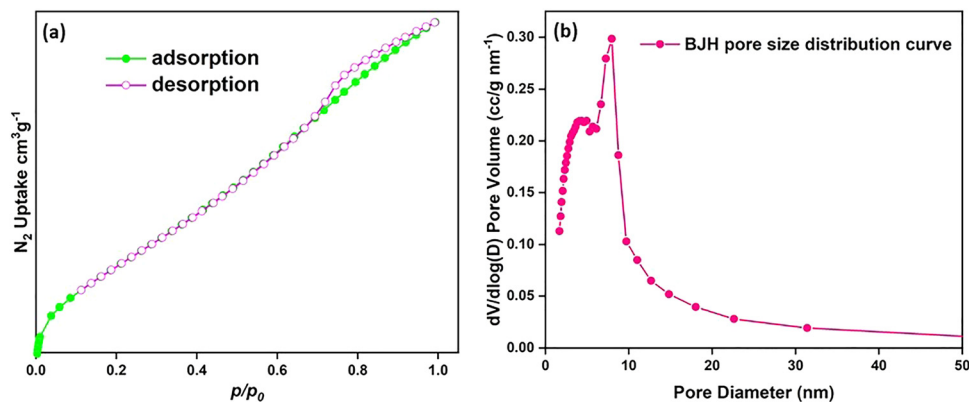 (a)
adsorption
desorption
N₂ Uptake cm³g⁻¹
0.0 0.2 0.4 0.6 0.8 1.0
p/p₀
(b)
BJH pore size distribution curve
dV/dlog(D) Pore Volume (cc/g nm⁻¹)
0.30
0.25
0.20
0.15
0.10
0.05
0.00
0 10 20 30 40 50
Pore Diameter (nm)